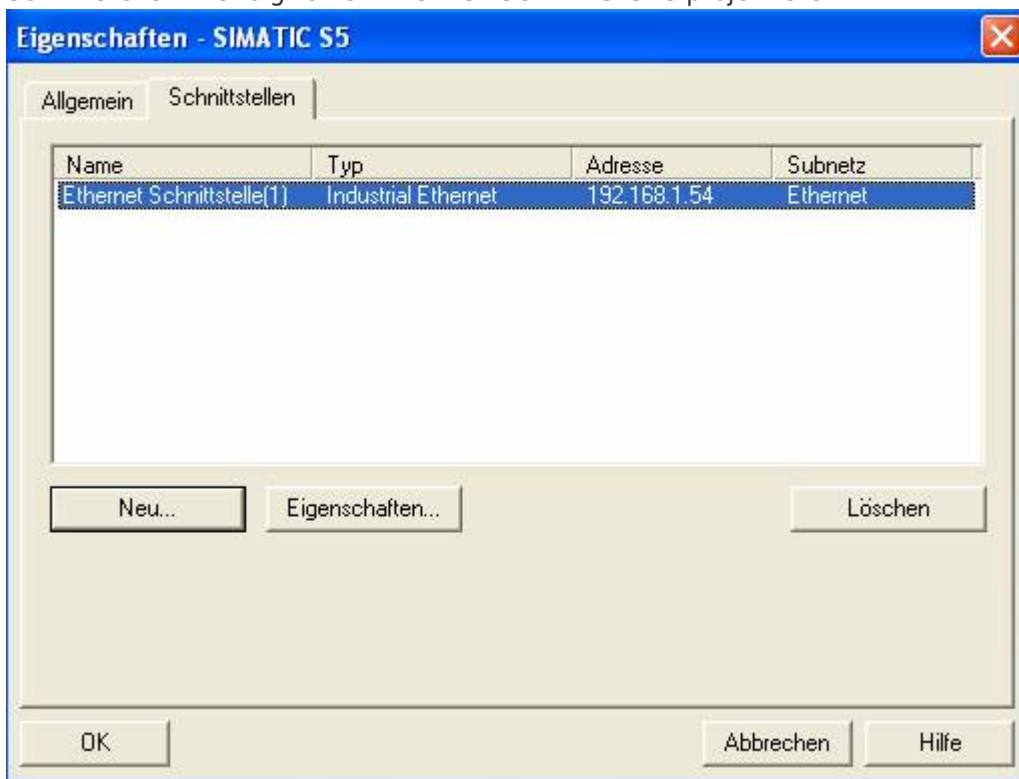 Eigenschaften - SIMATIC S5
Allgemein Schnittstellen
Name Typ Adresse Subnetz
Ethernet Schnittstelle(1) Industrial Ethernet 192.168.1.54 Ethernet
Neu... Eigenschaften... Löschen
OK Abbrechen Hilfe